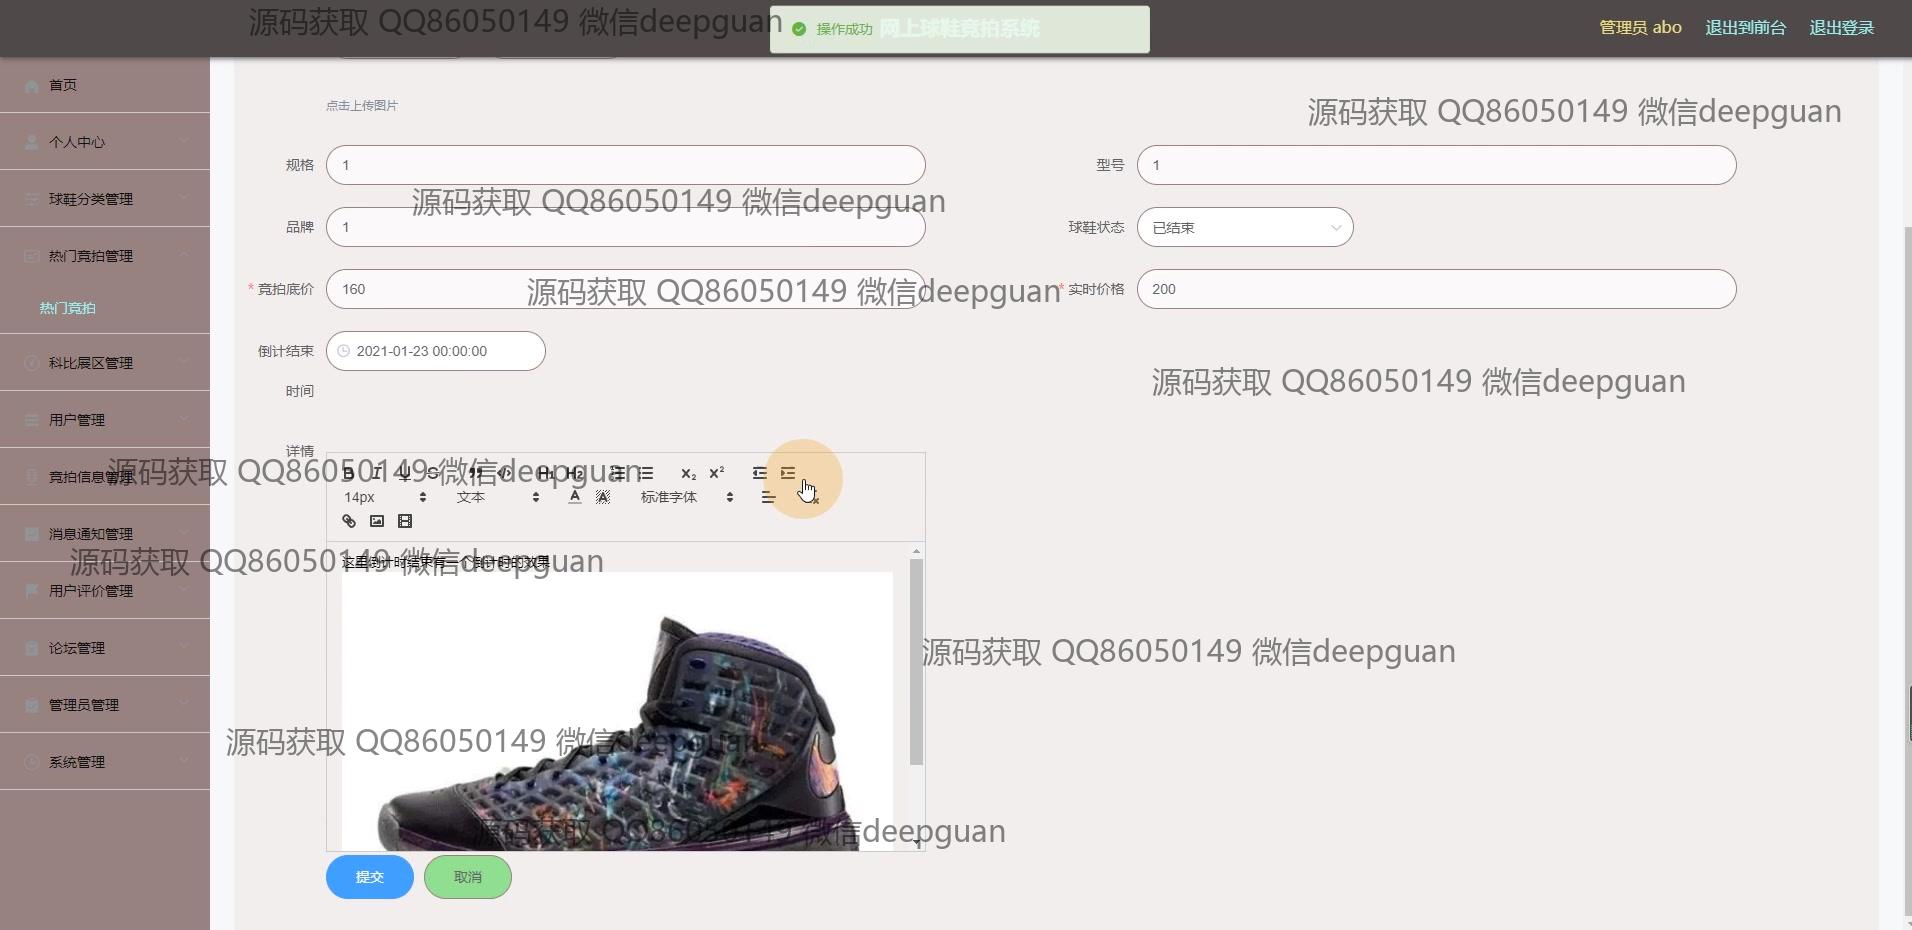 源码获取 QQ86050149 微信deepguan
操作成功
网上球鞋竞拍系统
管理员 abo
退出到前台
退出登录
首页
个人中心
球鞋分类管理
热门竞拍管理
热门竞拍
科比展区管理
用户管理
竞拍信息管理
消息通知管理
用户评价管理
论坛管理
管理员管理
系统管理
点击上传图片
源码获取 QQ86050149 微信deepguan
规格 1
型号 1
源码获取 QQ86050149 微信deepguan
品牌 1
球鞋状态 已结束
* 竞拍底价 160
源码获取 QQ86050149 微信deepguan
* 实时价格 200
倒计结束
时间
2021-01-23 00:00:00
源码获取 QQ86050149 微信deepguan
详情
源码获取 QQ86050149 微信deepguan
B I U S H1 H2 X2 X2
14px 文本 A A 标准字体
源码获取 QQ86050149 微信deepguan
这里倒计时结束有一个倒计时的效果
源码获取 QQ86050149 微信deepguan
源码获取 QQ86050149 微信deepguan
源码获取 QQ86050149 微信deepguan
提交
取消